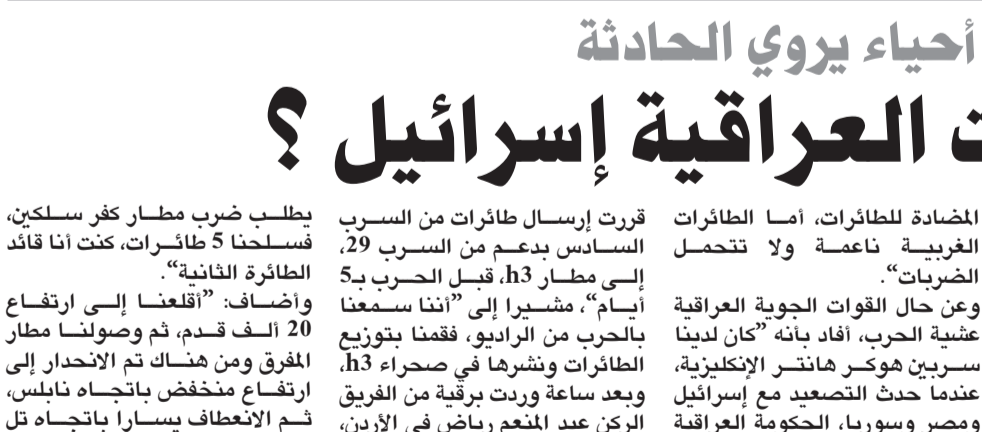 أحياء يروي الحادثة
ت العراقية إسرائيل ؟
المضادة للطائرات، أما الطائرات
الغربية ناعمة ولا تتحمل
الضربات“.
وعن حال القوات الجوية العراقية
عشية الحرب، أفاد بأنه ”كان لدينا
سربين هوكر هانتر الإنكليزية،
عندما حدث التصعيد مع إسرائيل
ومصر وسوريا، الحكومة العراقية
قررت إرسال طائرات من السرب
السادس بدعم من السرب 29،
إلى مطار h3، قبل الحرب بـ5
أيام“، مشيرا إلى ”أننا سمعنا
بالحرب من الراديو، فقمنا بتوزيع
الطائرات ونشرها في صحراء h3،
وبعد ساعة وردت برقية من الفريق
الركن عبد المنعم رياض في الأردن،
يطلب ضرب مطار كفر سلكين،
فسلحنا 5 طائرات، كنت أنا قائد
الطائرة الثانية“.
وأضاف: ”أقلعنا إلى ارتفاع
20 ألف قدم، ثم وصولنا مطار
المفرق ومن هناك تم الانحدار إلى
ارتفاع منخفض باتجاه نابلس،
ثم الانعطاف يسارا باتجاه تل